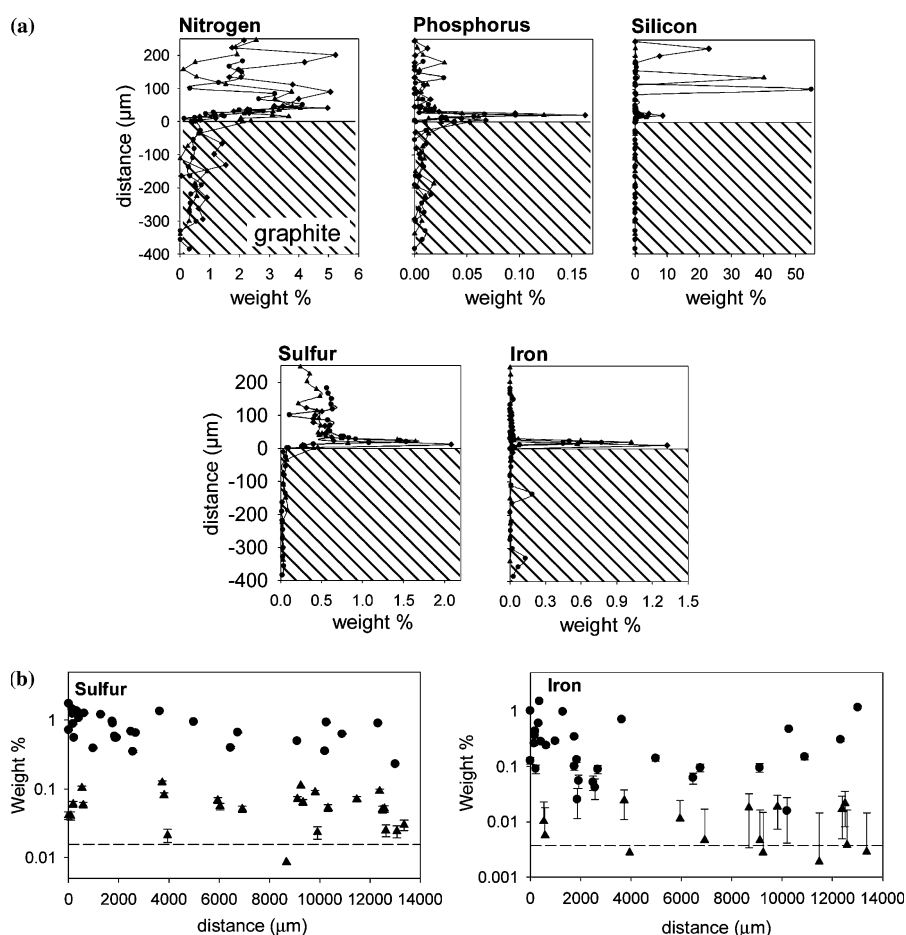 (a)
Nitrogen
Phosphorus
Silicon
distance (µm)
200
100
0
-100
-200
-300
-400
graphite
0 1 2 3 4 5 6
0.00 0.05 0.10 0.15
0 10 20 30 40 50
weight %
weight %
weight %
Sulfur
Iron
distance (µm)
200
100
0
-100
-200
-300
-400
0.0 0.5 1.0 1.5 2.0
0.0 0.3 0.6 0.9 1.2 1.5
weight %
weight %
(b)
Sulfur
Weight %
1
0.1
0.01
0 2000 4000 6000 8000 10000 12000 14000
distance (µm)
Iron
Weight %
1
0.1
0.01
0.001
0 2000 4000 6000 8000 10000 12000 14000
distance (µm)